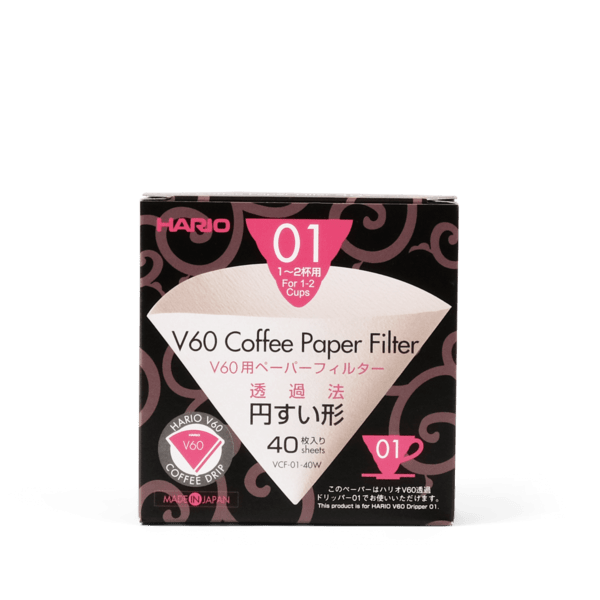 HARIO
01
1〜2杯用
For 1-2
Cups
V60 Coffee Paper Filter
V60用ペーパーフィルター
透過法
円すい形
40枚入り
sheets
VCF-01-40W
HARIO V60
V60
COFFEE DRIP
MADE IN JAPAN
01
このペーパーはハリオV60透過
ドリッパー01でお使いいただけます。
This product is for HARIO V60 Dripper 01.